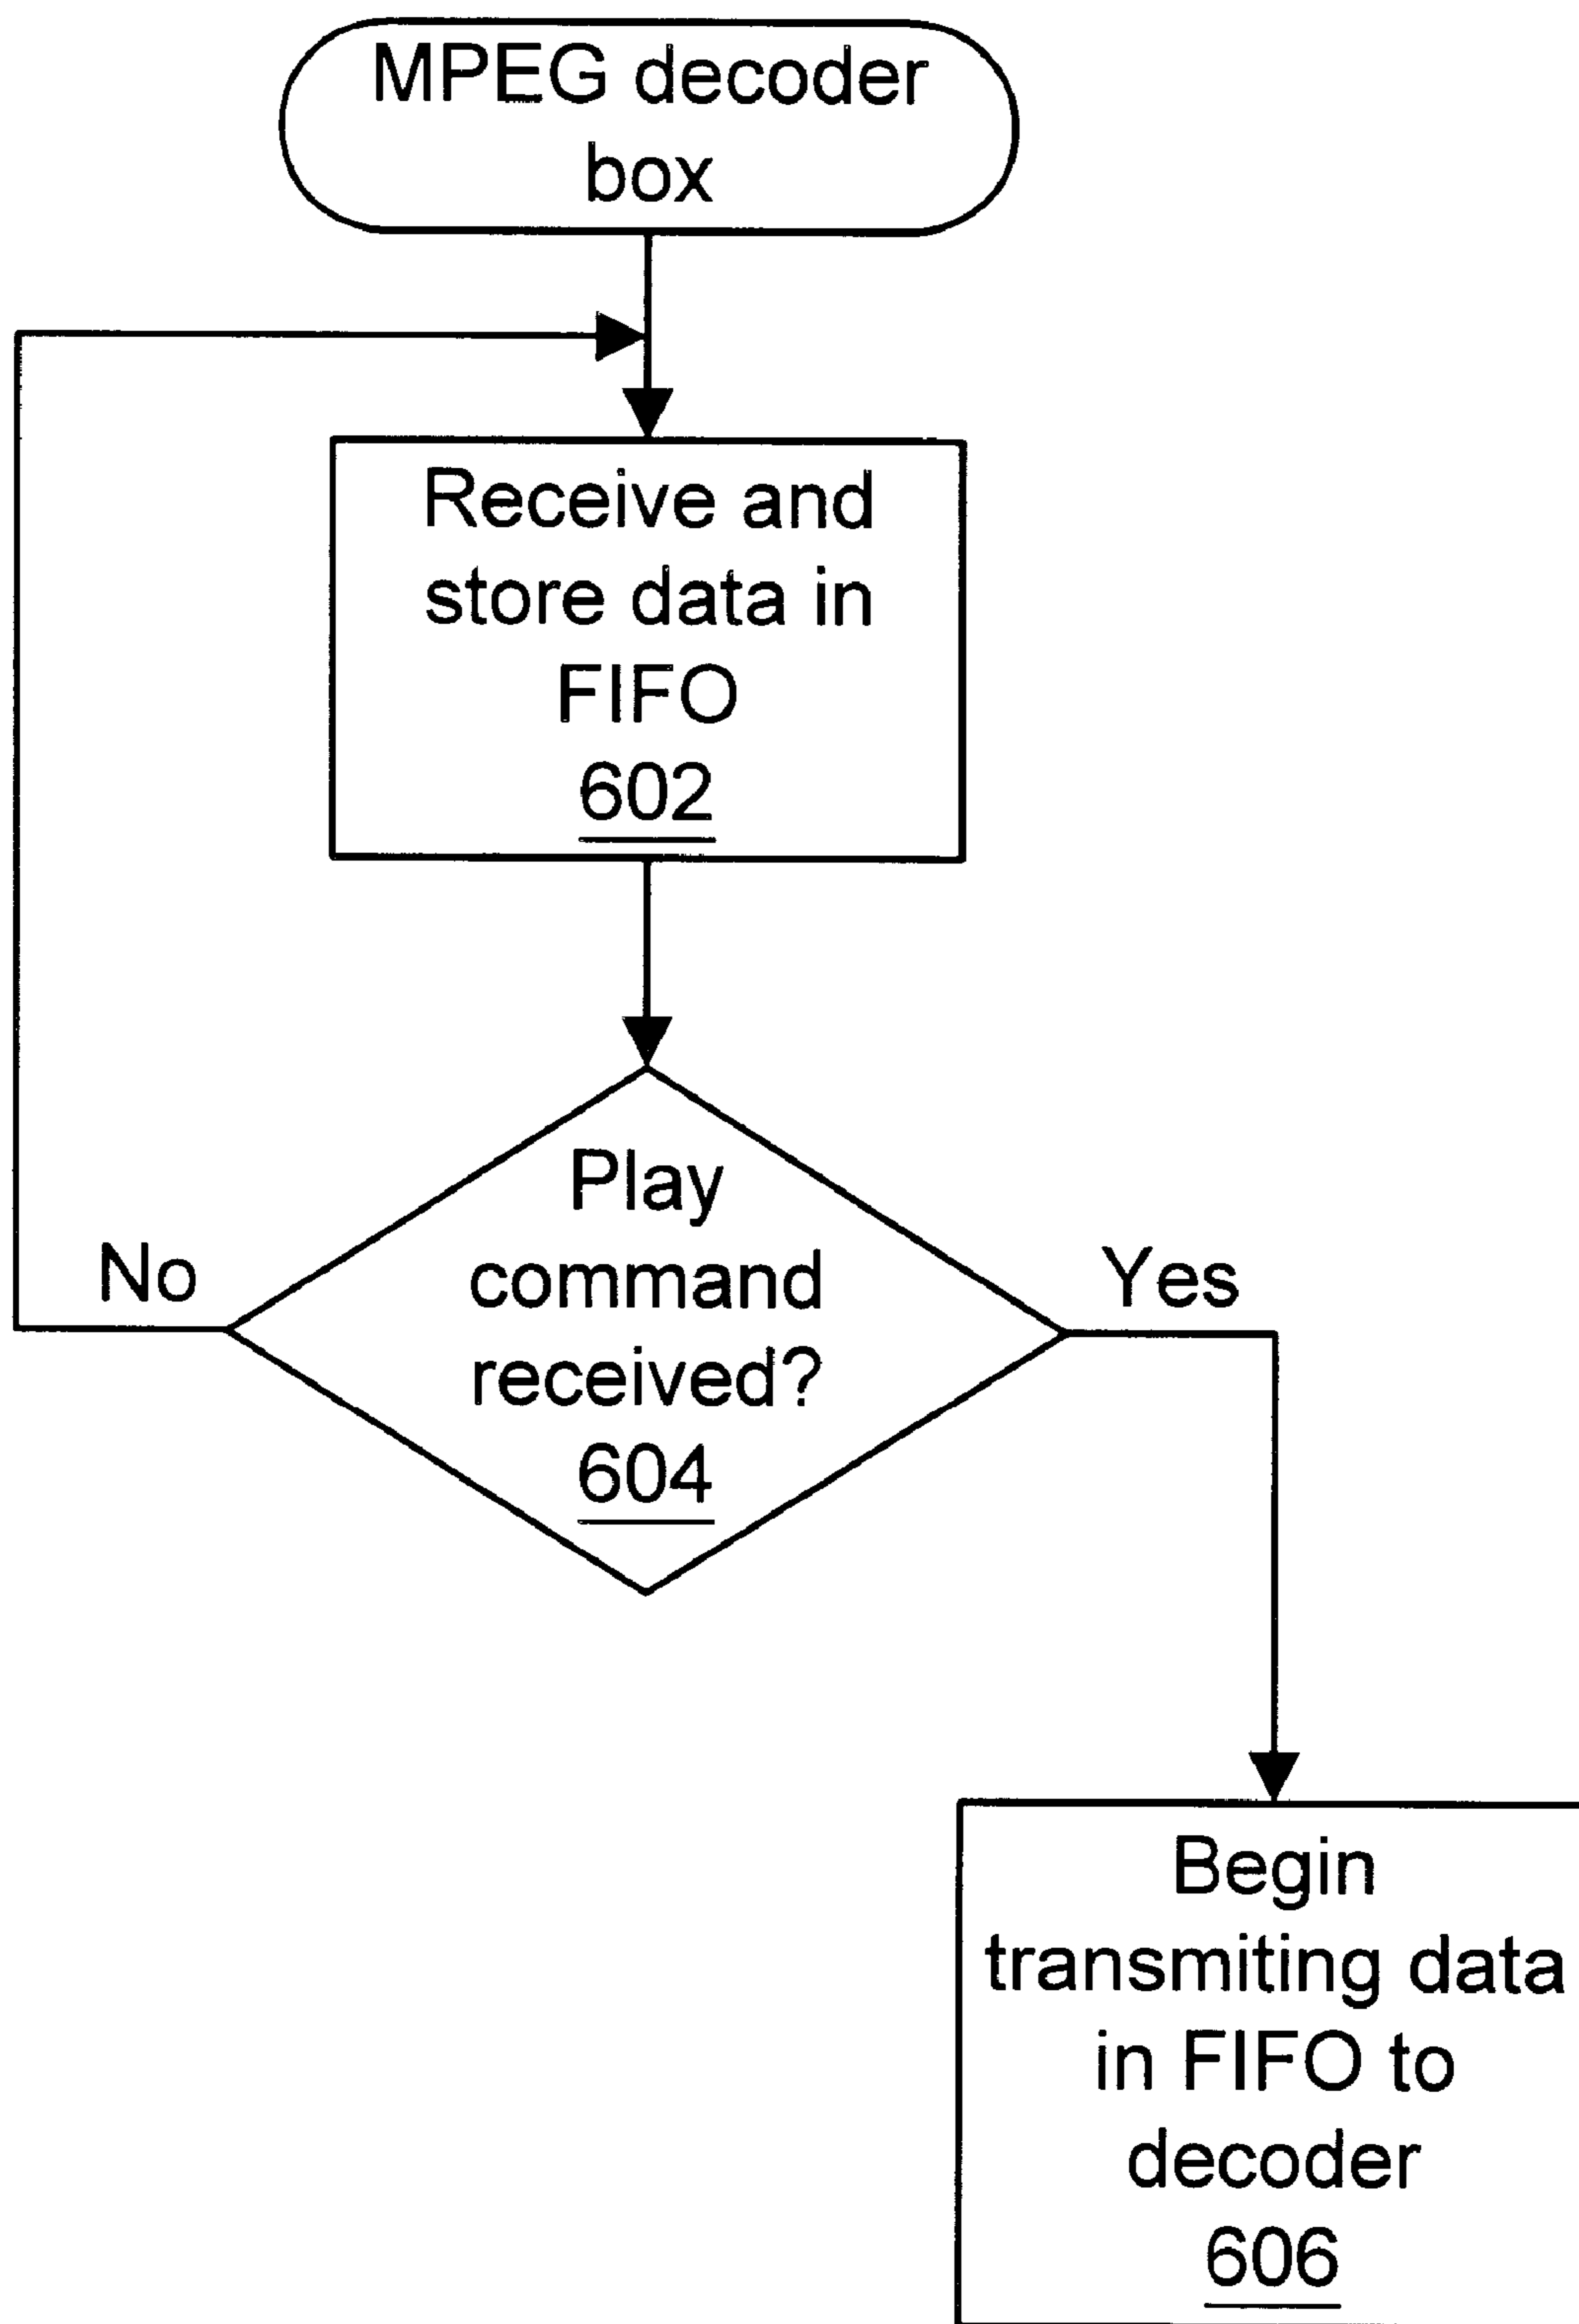 MPEG decoder
box
Receive and
store data in
FIFO
602
Play
command
received?
604
No
Yes
Begin
transmiting data
in FIFO to
decoder
606